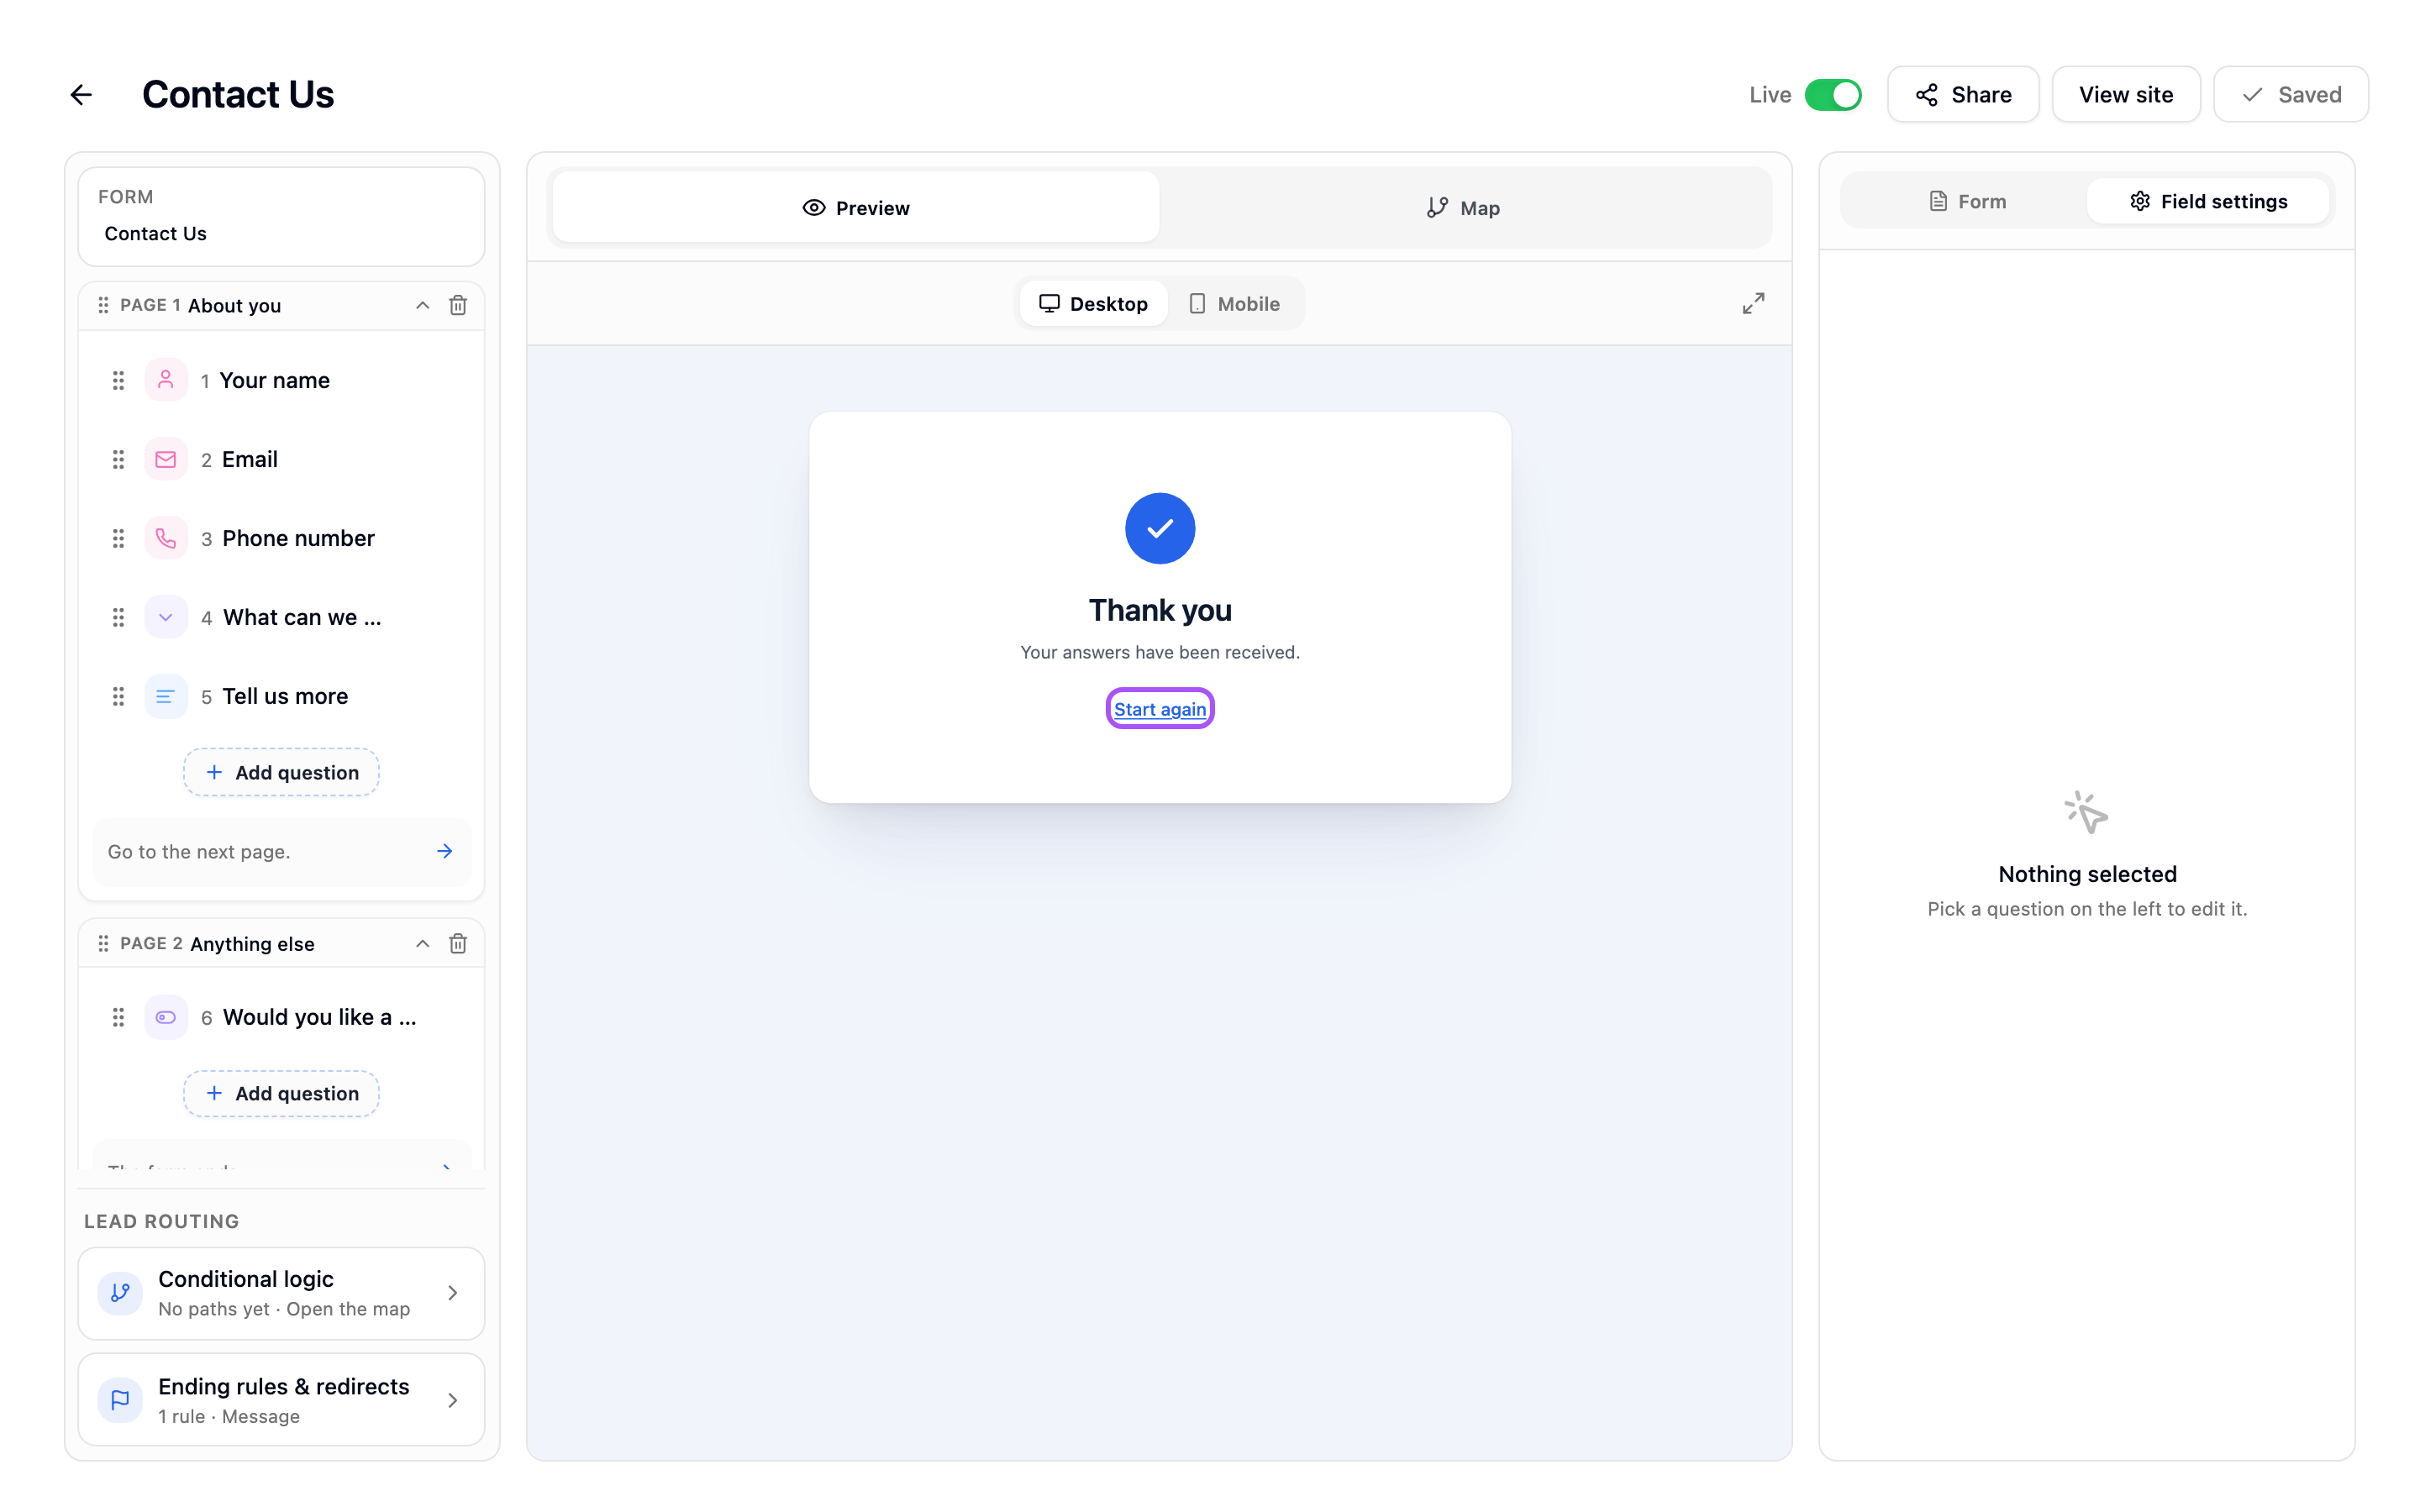 Contact Us
Live
Share
View site
Saved
FORM
Contact Us
PAGE 1 About you
1 Your name
2 Email
3 Phone number
4 What can we ...
5 Tell us more
Add question
Go to the next page.
PAGE 2 Anything else
6 Would you like a ...
Add question
LEAD ROUTING
Conditional logic
No paths yet · Open the map
Ending rules & redirects
1 rule · Message
Preview
Map
Desktop
Mobile
Thank you
Your answers have been received.
Start again
Form
Field settings
Nothing selected
Pick a question on the left to edit it.